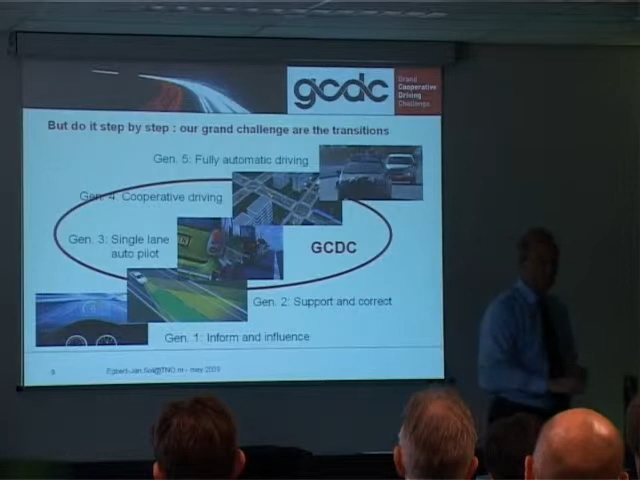 gcdc
Grand
Cooperative
Driving
Challenge
But do it step by step : our grand challenge are the transitions
Gen. 5: Fully automatic driving
Gen. 4: Cooperative driving
Gen. 3: Single lane
auto pilot
GCDC
Gen. 2: Support and correct
Gen. 1: Inform and influence
may 2009